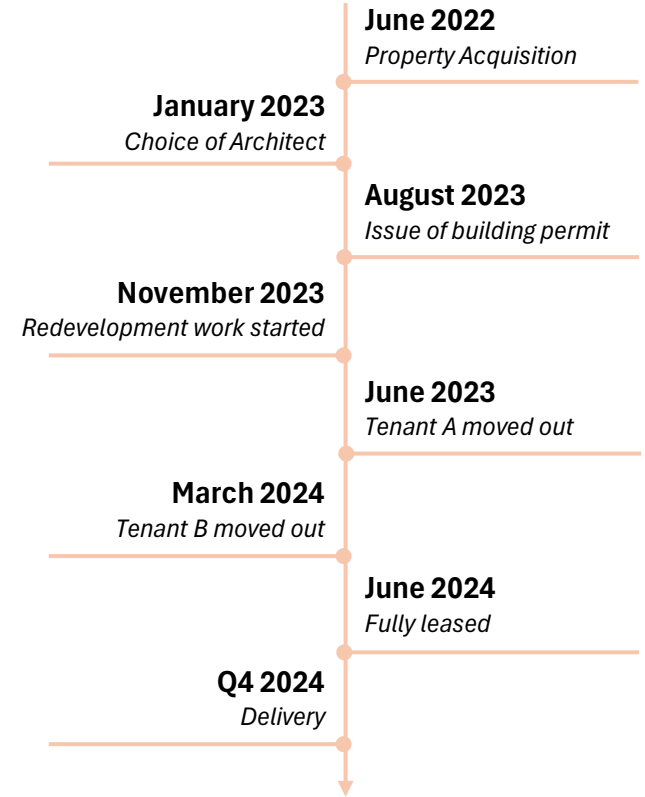 June 2022
Property Acquisition
January 2023
Choice of Architect
August 2023
Issue of building permit
November 2023
Redevelopment work started
June 2023
Tenant A moved out
March 2024
Tenant B moved out
June 2024
Fully leased
Q4 2024
Delivery